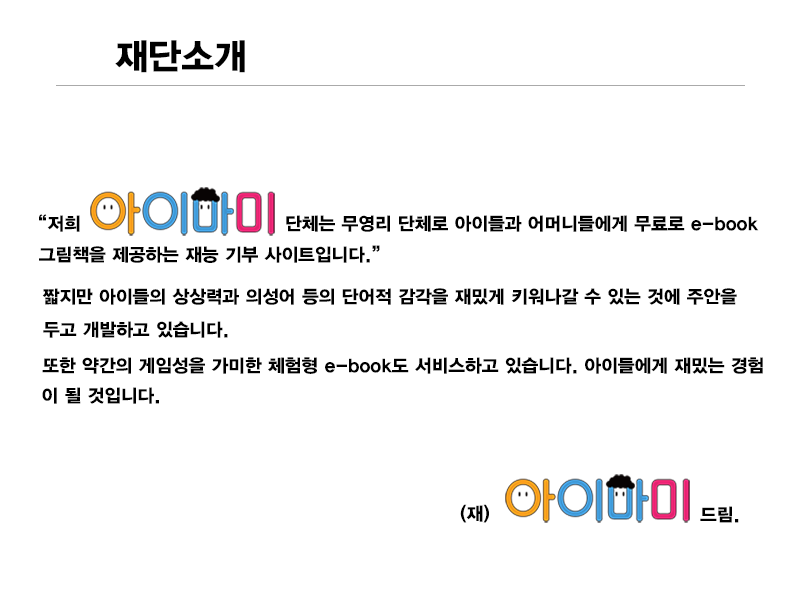 재단소개
“저희 아이마미 단체는 무영리 단체로 아이들과 어머니들에게 무료로 e-book
그림책을 제공하는 재능 기부 사이트입니다.”
짧지만 아이들의 상상력과 의성어 등의 단어적 감각을 재밌게 키워나갈 수 있는 것에 주안을
두고 개발하고 있습니다.
또한 약간의 게임성을 가미한 체험형 e-book도 서비스하고 있습니다. 아이들에게 재밌는 경험
이 될 것입니다.
(재) 아이마미 드림.